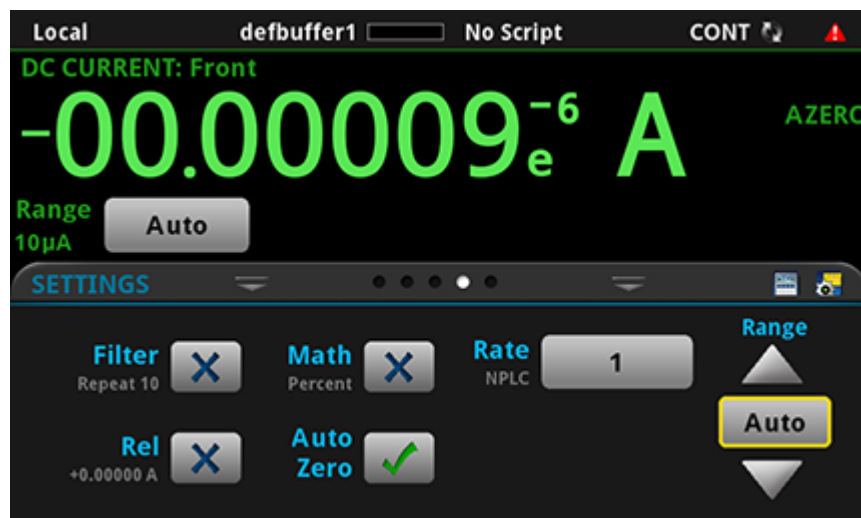 Local defbuffer1 No Script CONT
DC CURRENT: Front
-00.00009e-6 A AZERO
Range Auto
10µA
SETTINGS
Range
Filter Math Rate 1
Repeat 10 Percent NPLC
Auto
Rel Auto Zero
+0.00000 A